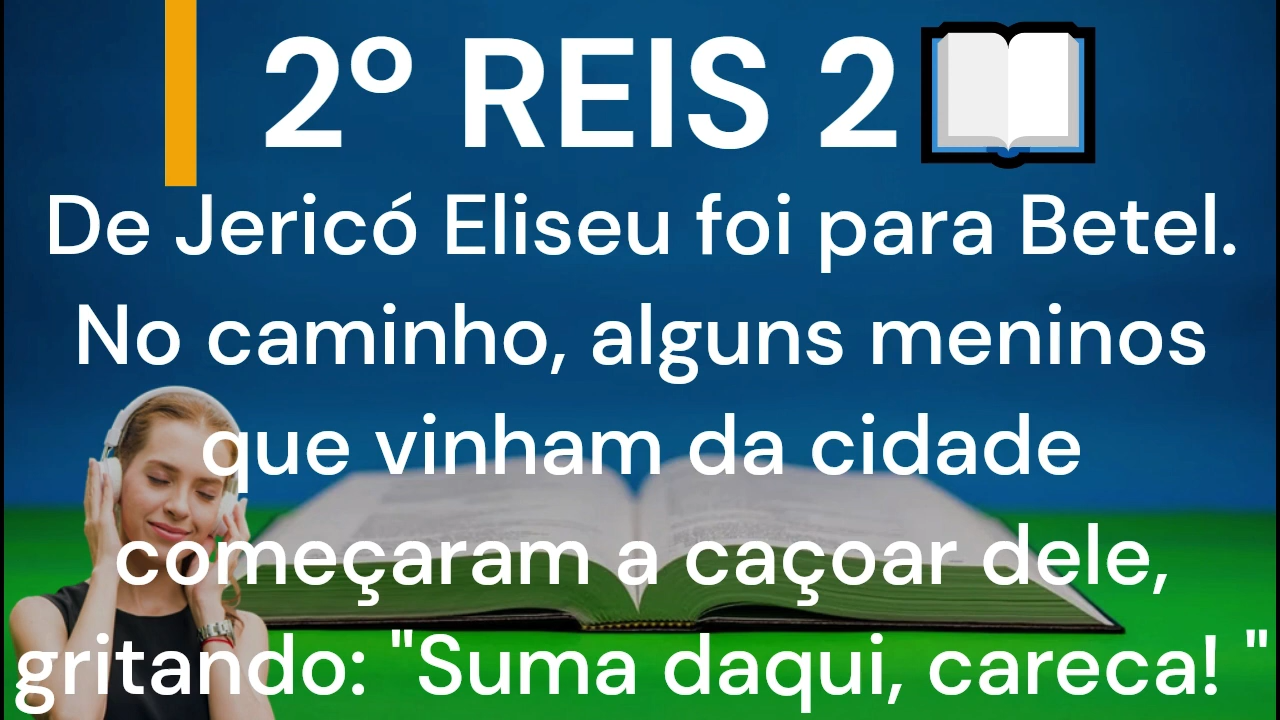 2º REIS 2
De Jericó Eliseu foi para Betel.
No caminho, alguns meninos
que vinham da cidade
começaram a caçoar dele,
gritando: "Suma daqui, careca! "